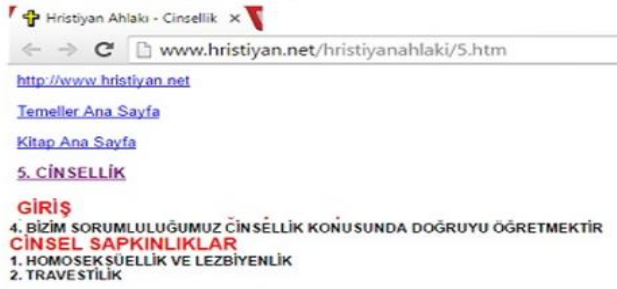 Hristiyan Ahlakı - Cinsellik
www.hristiyan.net/hristiyanahlaki/5.htm
http://www.hristiyan.net
Temeller Ana Sayfa
Kitap Ana Sayfa
5. CİNSELLİK
GİRİŞ
4. BİZİM SORUMLULUĞUMUZ CİNSELLİK KONUSUNDA DOĞRUYU ÖĞRETMEKTİR
CİNSEL SAPKINLIKLAR
1. HOMOSEKSÜELLİK VE LEZBİYENLİK
2. TRAVESTİLİK